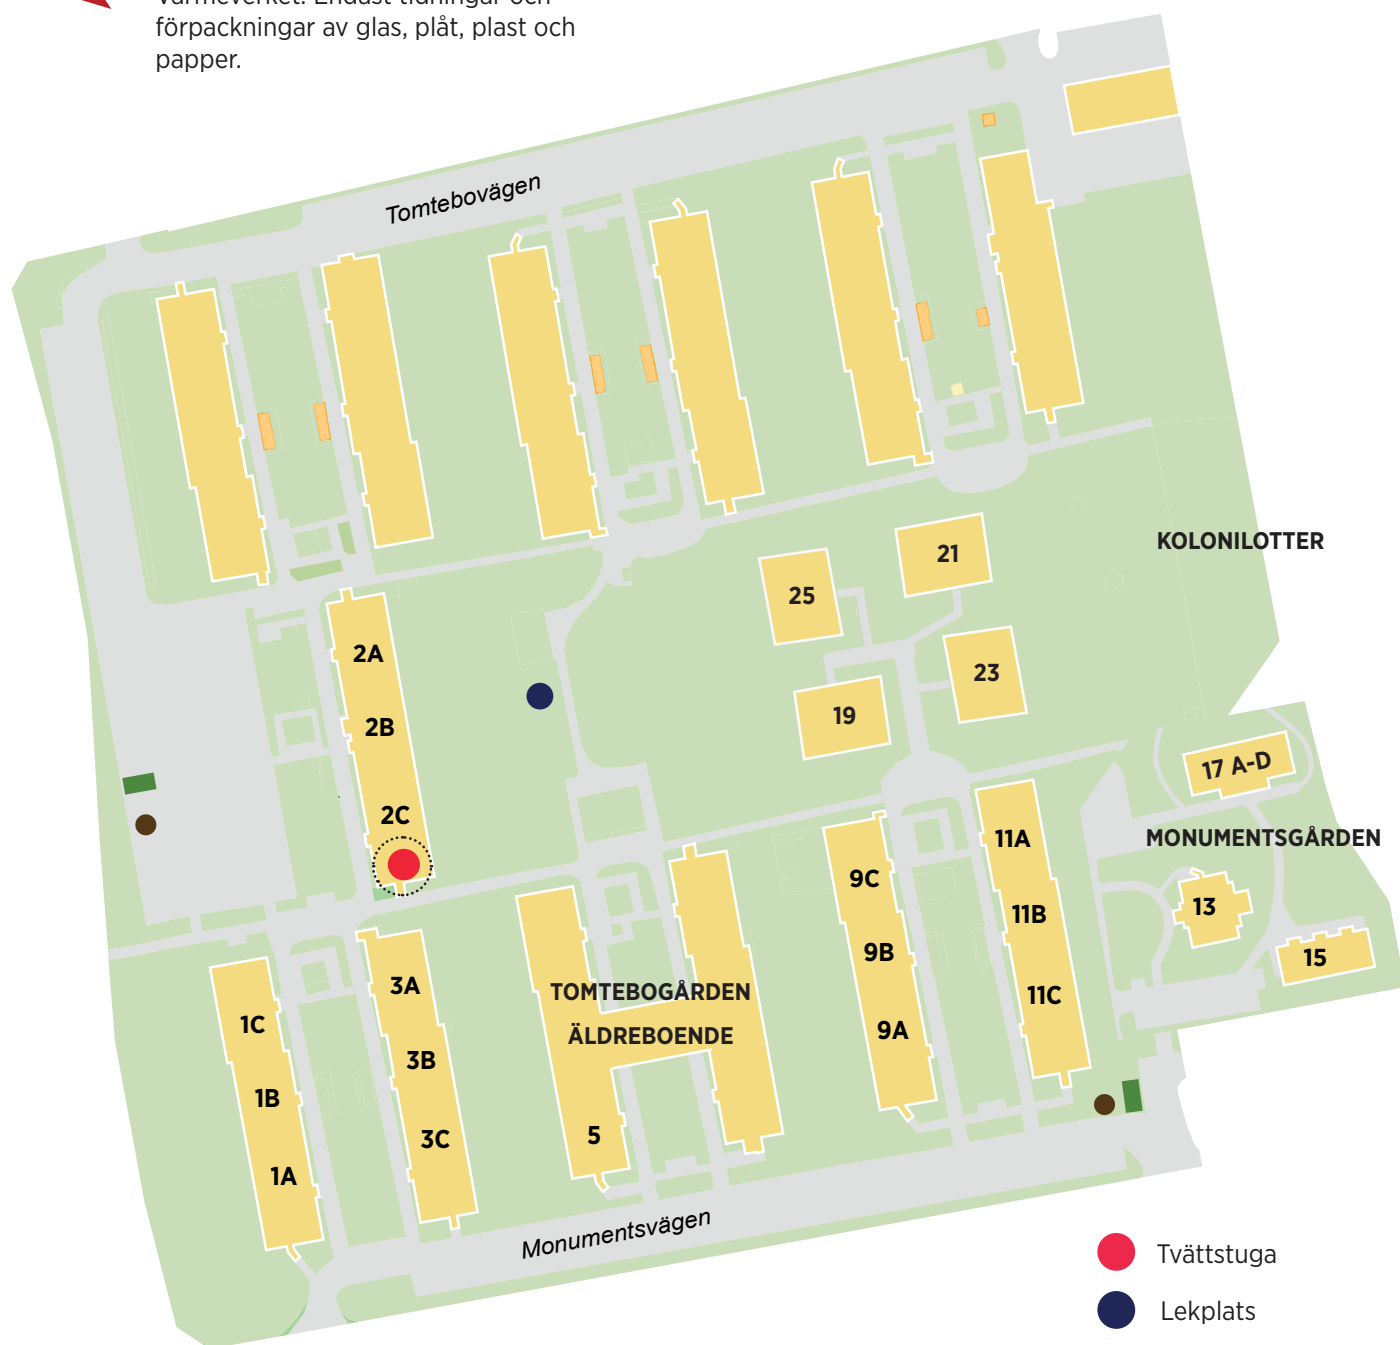 förpackningar av glas, plåt, plast och
papper.
Tomtebovägen
KOLONILOTTER
21
25
2A
23
2B
19
17 A-D
2C
11A
MONUMENTSGÅRDEN
9C
13
11B
9B
15
3A
TOMTEBOGÅRDEN
11C
1C
9A
ÄLDREBOENDE
3B
1B
5
3C
1A
Monumentsvägen
Tvättstuga
Lekplats